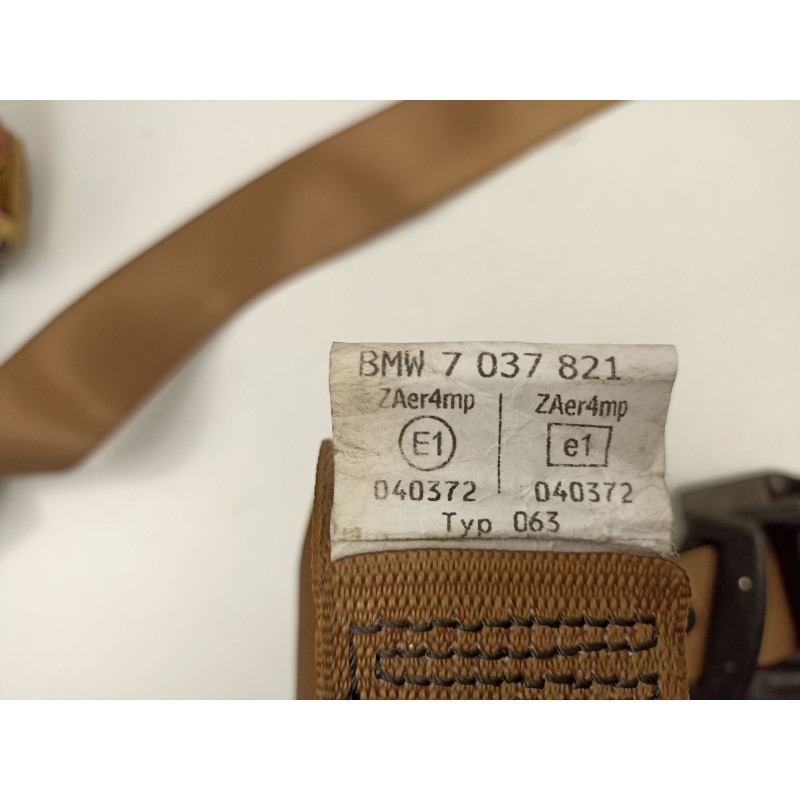 BMW 7 037 821
ZAer4mp ZAer4mp
E1 e1
040372 040372
Typ 063